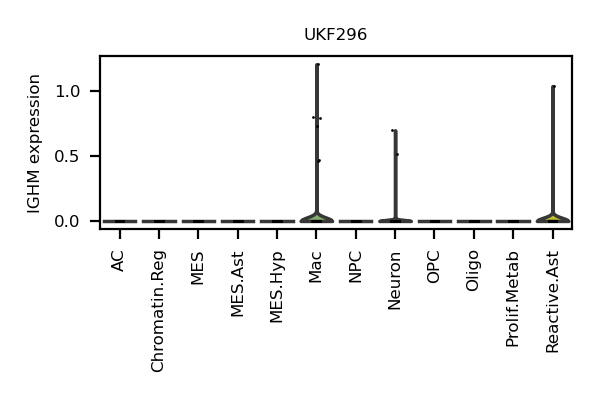 UKF296
IGHM expression
1.0
0.5
0.0
AC
Chromatin.Reg
MES
MES.Ast
MES.Hyp
Mac
NPC
Neuron
OPC
Oligo
Prolif.Metab
Reactive.Ast